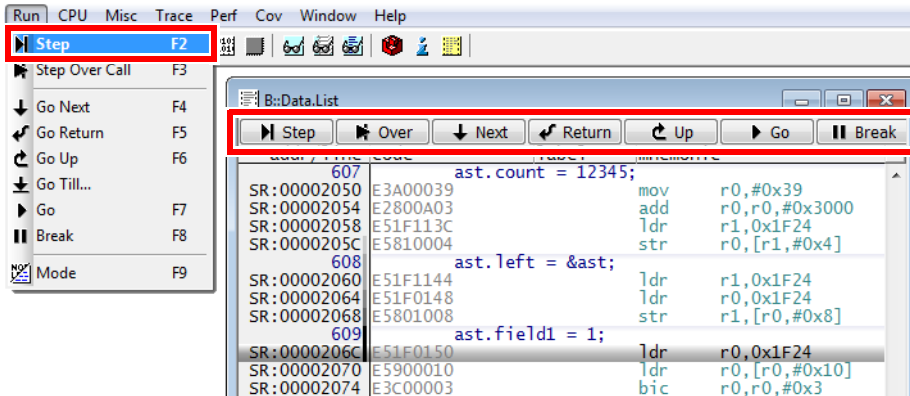 Run CPU Misc Trace Perf Cov Window Help
Step F2
Step Over Call F3
Go Next F4
Go Return F5
Go Up F6
Go Till...
Go F7
Break F8
Mode F9
B::Data.List
Step Over Next Return Up Go Break
607 ast.count = 12345;
SR:00002050 E3A00039 mov r0,#0x39
SR:00002054 E2800A03 add r0,r0,#0x3000
SR:00002058 E51F113C ldr r1,0x1F24
SR:0000205C E5810004 str r0,[r1,#0x4]
608 ast.left = &ast;
SR:00002060 E51F1144 ldr r1,0x1F24
SR:00002064 E51F0148 ldr r0,0x1F24
SR:00002068 E5801008 str r1,[r0,#0x8]
609 ast.field1 = 1;
SR:0000206C E51F0150 ldr r0,0x1F24
SR:00002070 E5900010 ldr r0,[r0,#0x10]
SR:00002074 E3C00003 bic r0,r0,#0x3